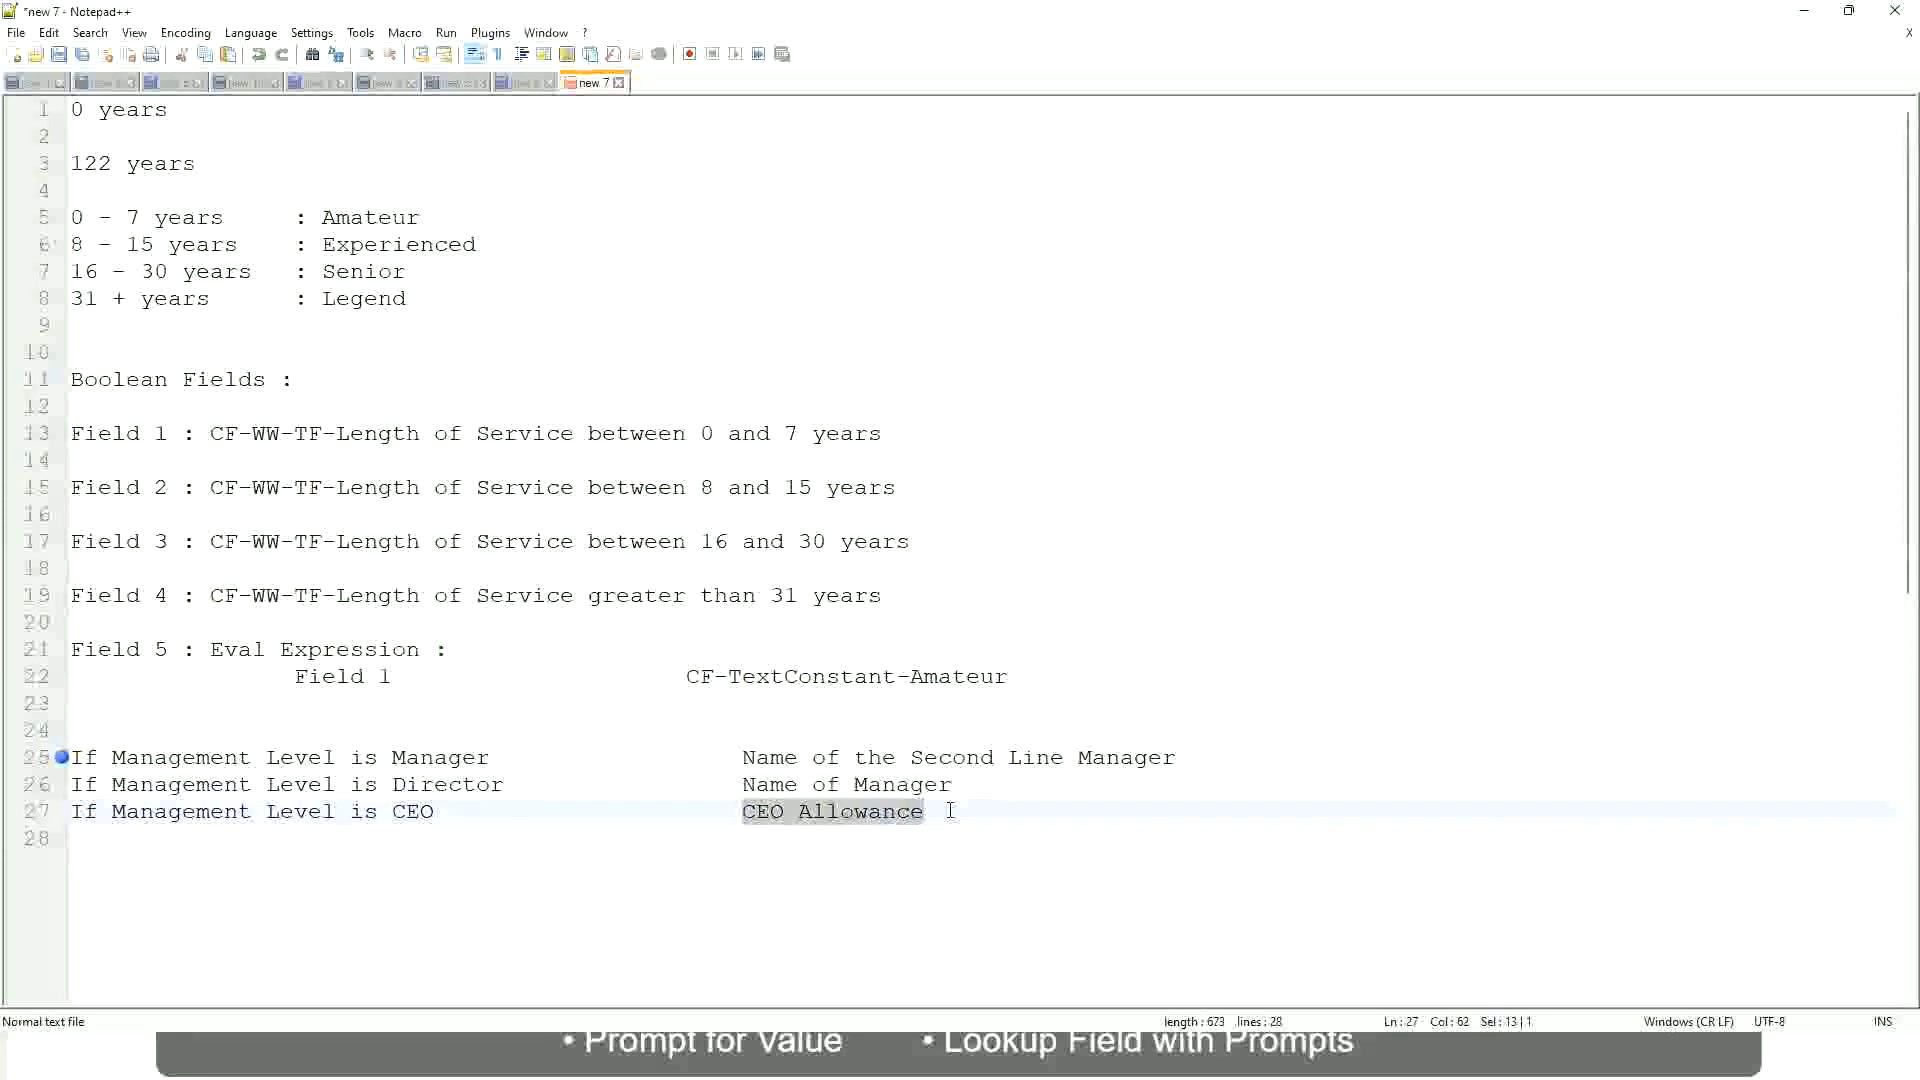 *new 7 - Notepad++
File Edit Search View Encoding Language Settings Tools Macro Run Plugins Window ? X
new 7
1 0 years
2
3 122 years
4
5 0 - 7 years : Amateur
6 8 - 15 years : Experienced
7 16 - 30 years : Senior
8 31 + years : Legend
9
10
11 Boolean Fields :
12
13 Field 1 : CF-WW-TF-Length of Service between 0 and 7 years
14
15 Field 2 : CF-WW-TF-Length of Service between 8 and 15 years
16
17 Field 3 : CF-WW-TF-Length of Service between 16 and 30 years
18
19 Field 4 : CF-WW-TF-Length of Service greater than 31 years
20
21 Field 5 : Eval Expression :
22 Field 1 CF-TextConstant-Amateur
23
24
25 If Management Level is Manager Name of the Second Line Manager
26 If Management Level is Director Name of Manager
27 If Management Level is CEO CEO Allowance
28
Normal text file length : 673 lines : 28 Ln : 27 Col : 62 Sel : 13 | 1 Windows (CR LF) UTF-8 INS
• Prompt for Value • Lookup Field with Prompts